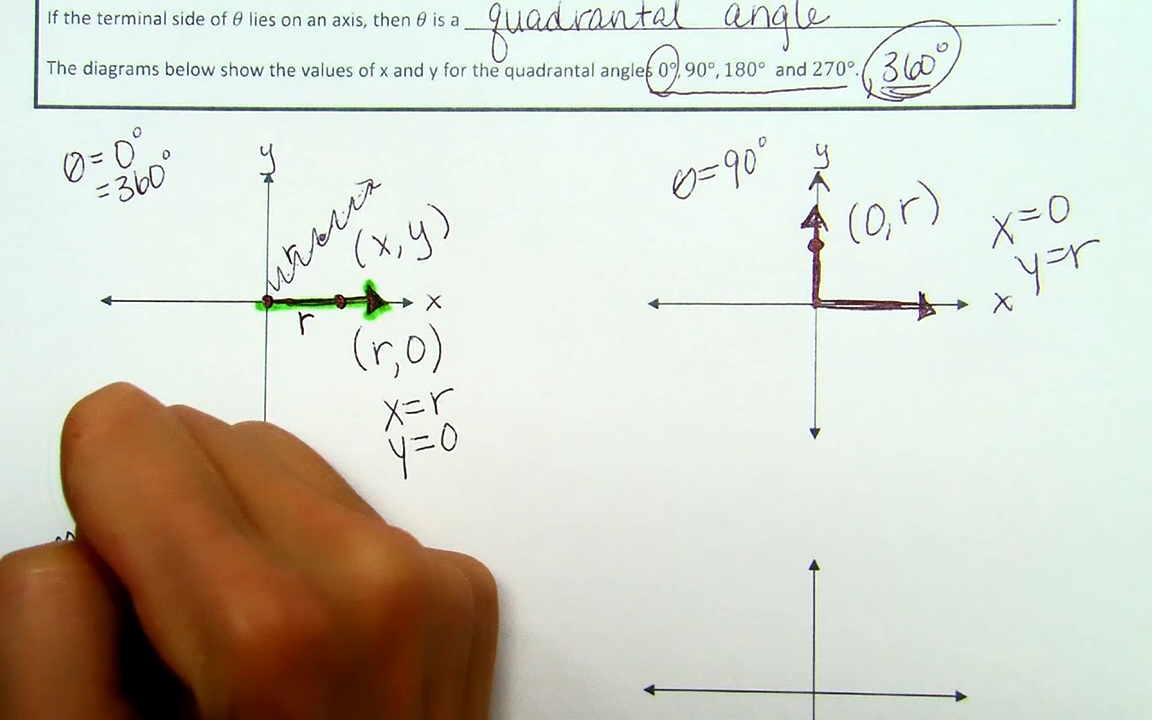 If the terminal side of θ lies on an axis, then θ is a quadrantal angle.
The diagrams below show the values of x and y for the quadrantal angles 0°, 90°, 180° and 270°. , 360°
θ=0°
=360°
y
r
(x,y)
x
r
(r,0)
x=r
y=0
θ=90°
y
(0,r)
x=0
y=r
x